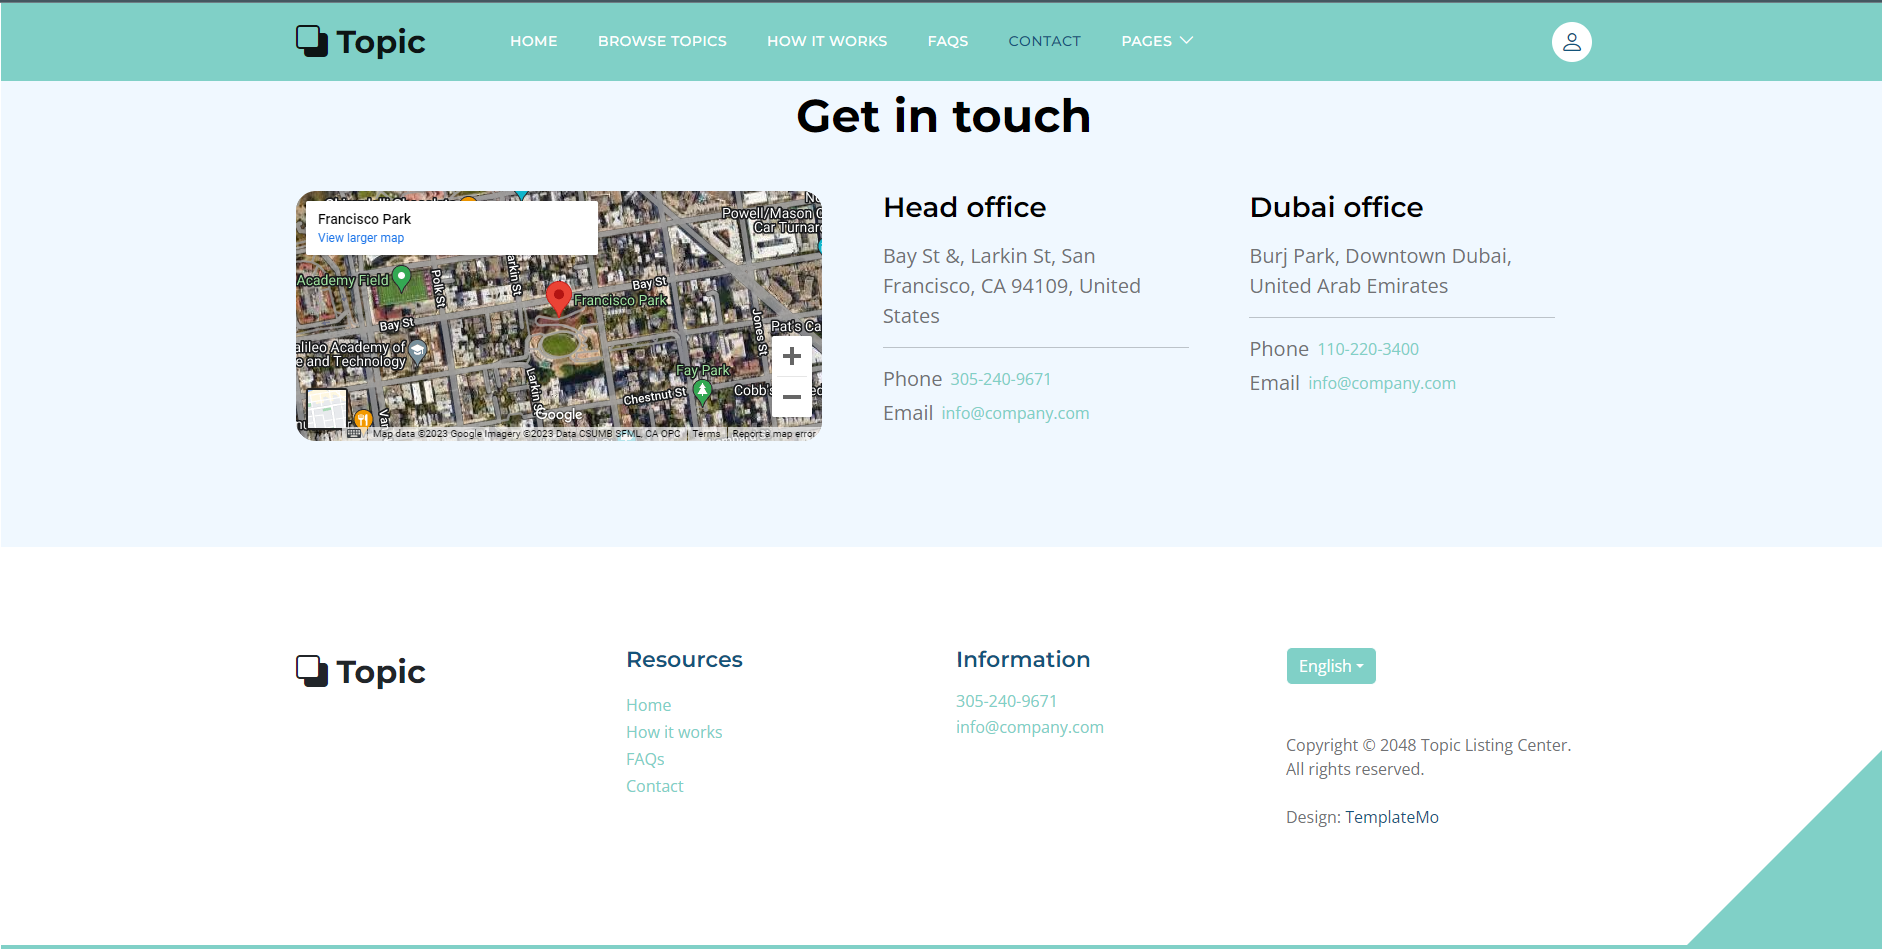 Topic
HOME
BROWSE TOPICS
HOW IT WORKS
FAQS
CONTACT
PAGES
Get in touch
Francisco Park
View larger map
Powell/Mason
Car Turnaro
Academy Field
Polk St
Larkin St
Bay St
Francisco Park
Bay St
Jones St
Pat's Ca
alileo Academy of
e and Technology
Fay Park
Larkin S
Chestnut St
Cobb's
Google
Map data ©2023 Google Imagery ©2023 Data CSUMB SFML, CA OPC
Terms
Report a map error
Head office
Bay St &, Larkin St, San
Francisco, CA 94109, United
States
Phone 305-240-9671
Email info@company.com
Dubai office
Burj Park, Downtown Dubai,
United Arab Emirates
Phone 110-220-3400
Email info@company.com
Topic
Resources
Home
How it works
FAQs
Contact
Information
305-240-9671
info@company.com
English
Copyright © 2048 Topic Listing Center.
All rights reserved.
Design: TemplateMo